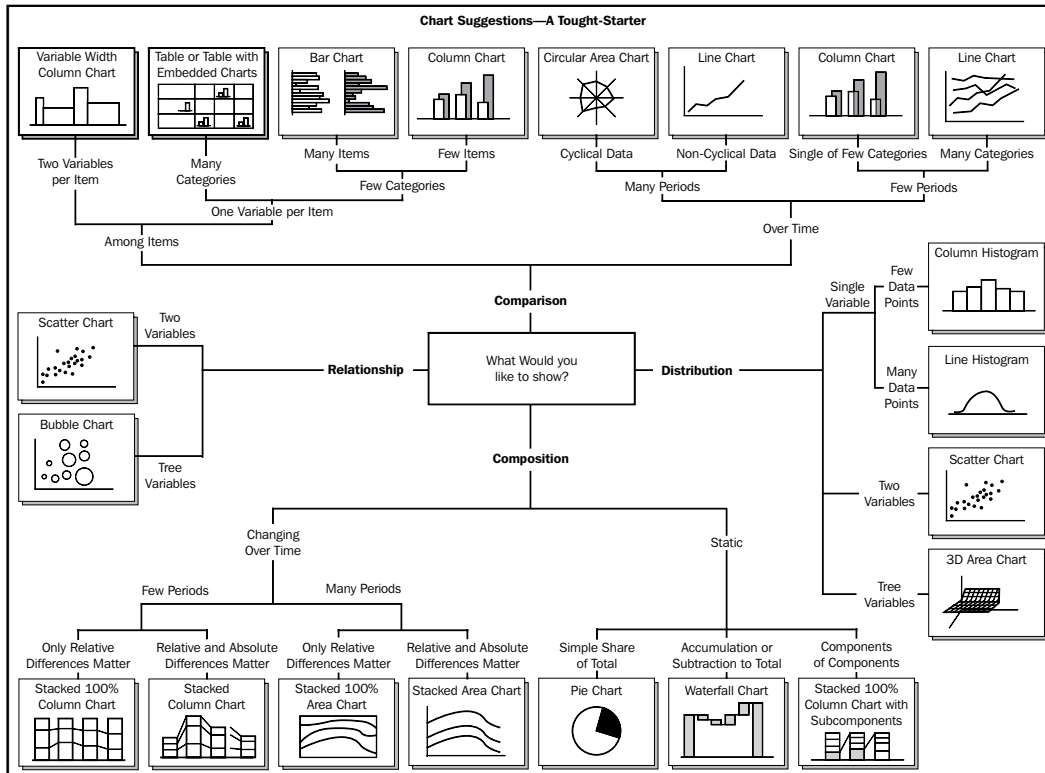 Chart Suggestions—A Tought-Starter
Variable Width
Column Chart
Table or Table with
Embedded Charts
Bar Chart
Column Chart
Circular Area Chart
Line Chart
Column Chart
Line Chart
Two Variables
per Item
Many
Categories
Many Items
Few Items
Cyclical Data
Non-Cyclical Data
Single of Few Categories
Many Categories
Few Categories
Many Periods
Few Periods
One Variable per Item
Among Items
Over Time
Comparison
Single
Variable
Few
Data
Points
Column Histogram
Scatter Chart
Two
Variables
Relationship
What Would you
like to show?
Distribution
Many
Data
Points
Line Histogram
Bubble Chart
Tree
Variables
Composition
Two
Variables
Scatter Chart
Tree
Variables
3D Area Chart
Changing
Over Time
Static
Few Periods
Many Periods
Only Relative
Differences Matter
Relative and Absolute
Differences Matter
Only Relative
Differences Matter
Relative and Absolute
Differences Matter
Simple Share
of Total
Accumulation or
Subtraction to Total
Components
of Components
Stacked 100%
Column Chart
Stacked
Column Chart
Stacked 100%
Area Chart
Stacked Area Chart
Pie Chart
Waterfall Chart
Stacked 100%
Column Chart with
Subcomponents